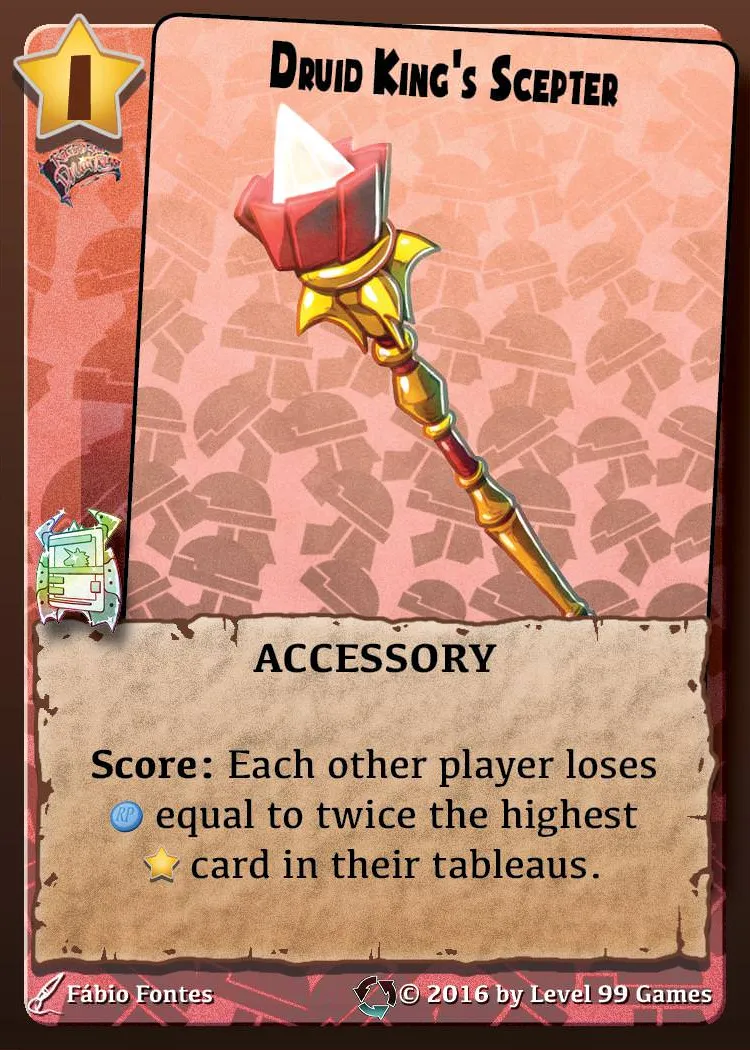 1
DRUID KING'S SCEPTER
ACCESSORY
Score: Each other player loses
RP equal to twice the highest
card in their tableaus.
Fábio Fontes
© 2016 by Level 99 Games